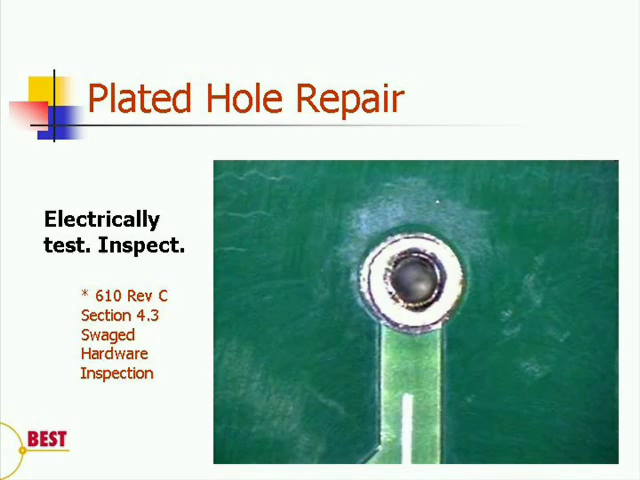 Plated Hole Repair
Electrically
test. Inspect.
* 610 Rev C
Section 4.3
Swaged
Hardware
Inspection
BEST